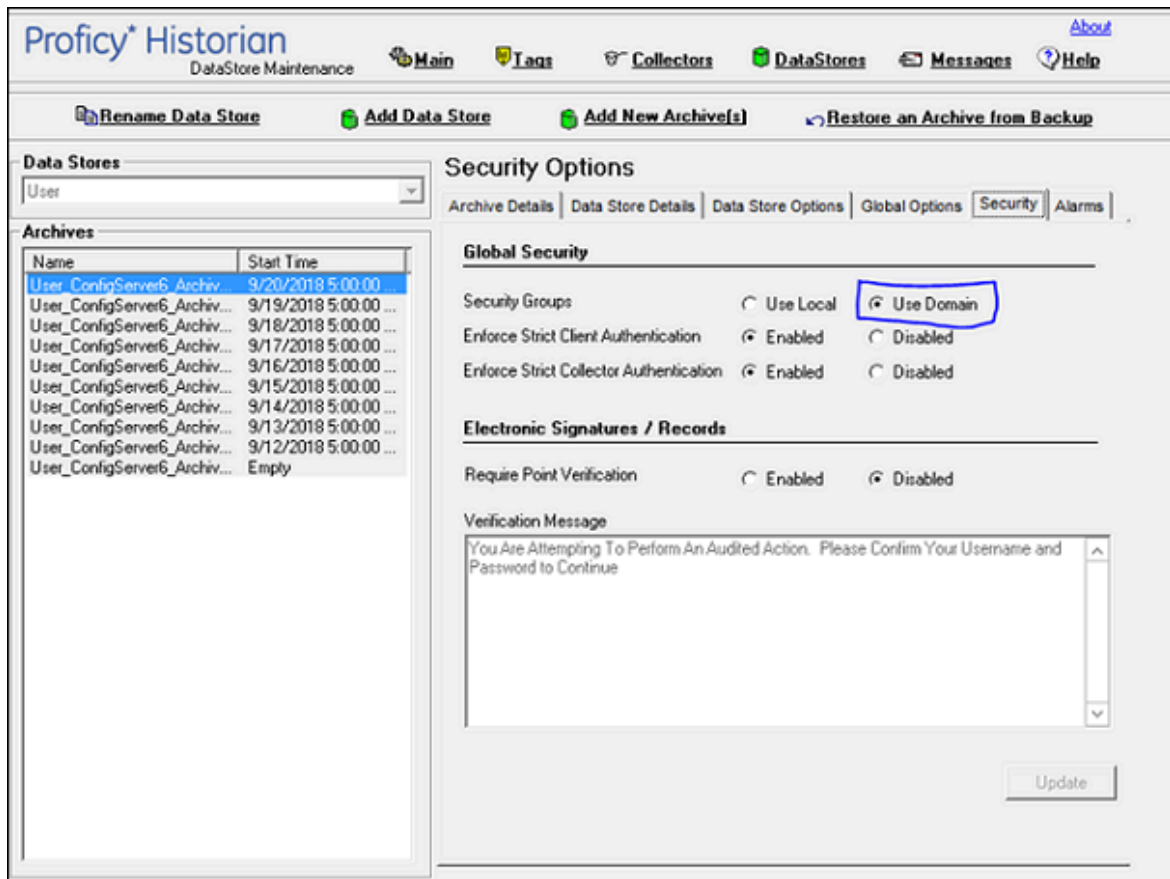 About
Proficy* Historian
DataStore Maintenance
Main Tags Collectors DataStores Messages Help
Rename Data Store Add Data Store Add New Archive(s) Restore an Archive from Backup
Data Stores
User
Archives
Name Start Time
User_ConfigServer6_Archiv... 9/20/2018 5:00:00 ...
User_ConfigServer6_Archiv... 9/19/2018 5:00:00 ...
User_ConfigServer6_Archiv... 9/18/2018 5:00:00 ...
User_ConfigServer6_Archiv... 9/17/2018 5:00:00 ...
User_ConfigServer6_Archiv... 9/16/2018 5:00:00 ...
User_ConfigServer6_Archiv... 9/15/2018 5:00:00 ...
User_ConfigServer6_Archiv... 9/14/2018 5:00:00 ...
User_ConfigServer6_Archiv... 9/13/2018 5:00:00 ...
User_ConfigServer6_Archiv... 9/12/2018 5:00:00 ...
User_ConfigServer6_Archiv... Empty
Security Options
Archive Details Data Store Details Data Store Options Global Options Security Alarms
Global Security
Security Groups Use Local Use Domain
Enforce Strict Client Authentication Enabled Disabled
Enforce Strict Collector Authentication Enabled Disabled
Electronic Signatures / Records
Require Point Verification Enabled Disabled
Verification Message
You Are Attempting To Perform An Audited Action. Please Confirm Your Username and
Password to Continue
Update